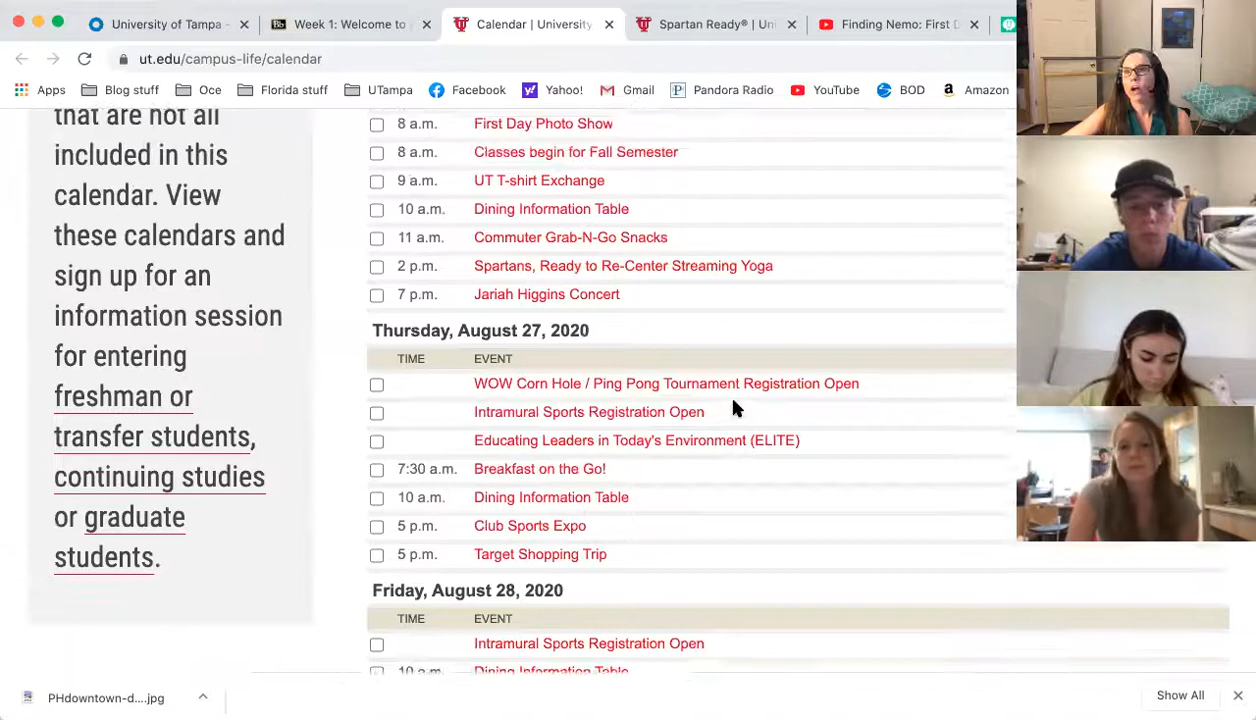 University of Tampa -
Week 1: Welcome to
Calendar | University
Spartan Ready® | Uni
Finding Nemo: First D
ut.edu/campus-life/calendar
Apps
Blog stuff
Oce
Florida stuff
UTampa
Facebook
Yahoo!
Gmail
Pandora Radio
YouTube
BOD
Amazon
that are not all
included in this
calendar. View
these calendars and
sign up for an
information session
for entering
freshman or
transfer students,
continuing studies
or graduate
students.
8 a.m. First Day Photo Show
8 a.m. Classes begin for Fall Semester
9 a.m. UT T-shirt Exchange
10 a.m. Dining Information Table
11 a.m. Commuter Grab-N-Go Snacks
2 p.m. Spartans, Ready to Re-Center Streaming Yoga
7 p.m. Jariah Higgins Concert
Thursday, August 27, 2020
TIME EVENT
WOW Corn Hole / Ping Pong Tournament Registration Open
Intramural Sports Registration Open
Educating Leaders in Today's Environment (ELITE)
7:30 a.m. Breakfast on the Go!
10 a.m. Dining Information Table
5 p.m. Club Sports Expo
5 p.m. Target Shopping Trip
Friday, August 28, 2020
TIME EVENT
Intramural Sports Registration Open
10 a.m. Dining Information Table
PHdowntown-d....jpg
Show All